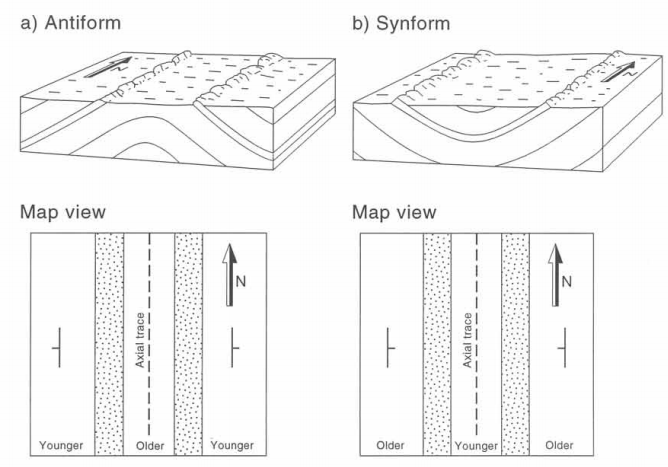 a) Antiform
b) Synform
N
N
Map view
Map view
N
N
Axial trace
Axial trace
Younger
Older
Younger
Older
Younger
Older